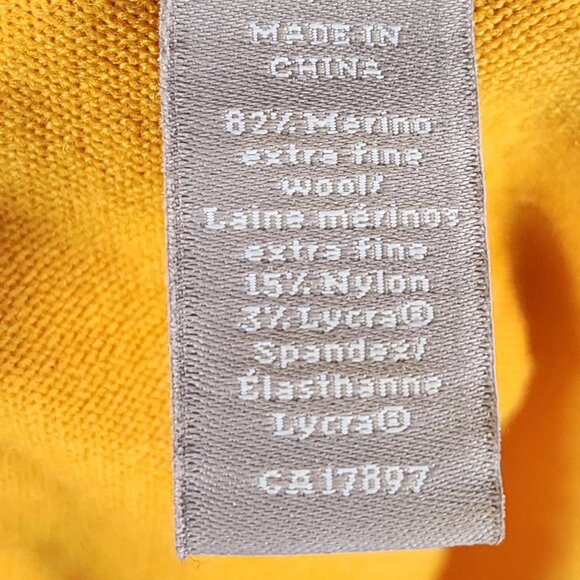 MADE IN
CHINA
82% Merino
extra fine
wool/
Laine mérinos
extra fine
15% Nylon
3% Lycra®
Spandex/
Élasthanne
Lycra®
CA17897